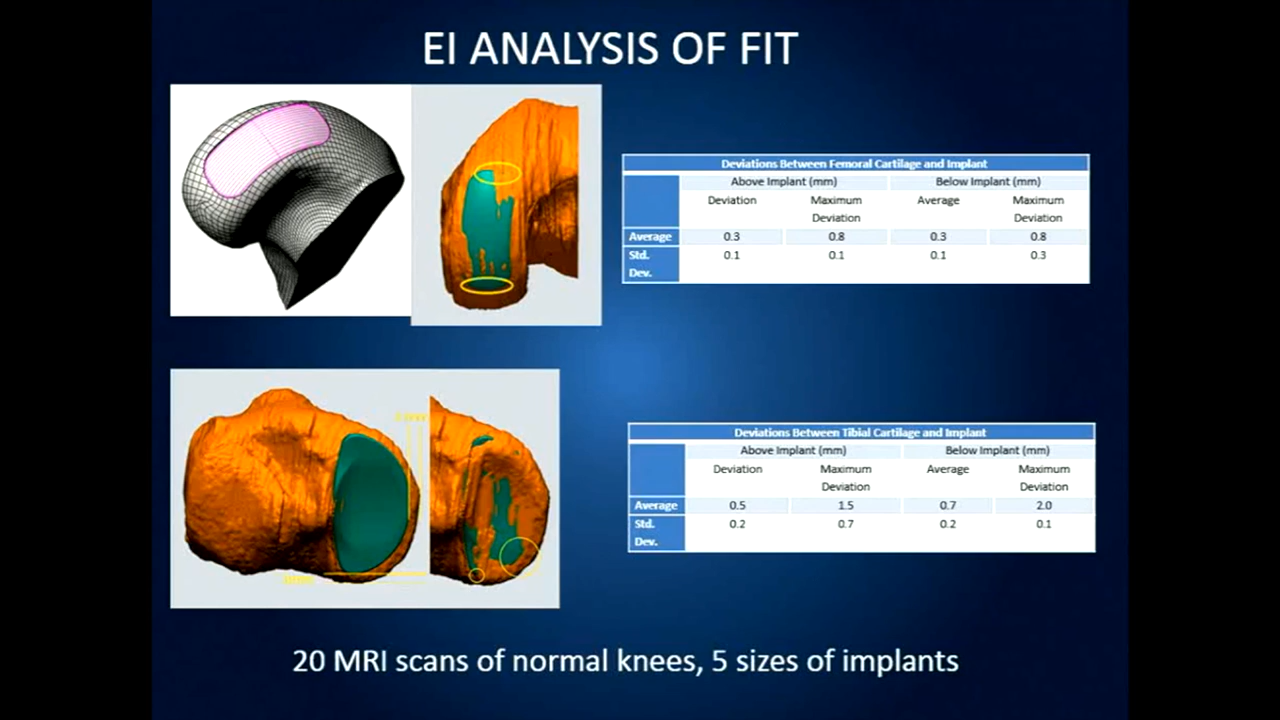 EI ANALYSIS OF FIT
Deviations Between Femoral Cartilage and Implant
Above Implant (mm) Below Implant (mm)
Deviation Maximum Deviation Average Maximum Deviation
Average 0.3 0.8 0.3 0.8
Std. Dev. 0.1 0.1 0.1 0.3
Deviations Between Tibial Cartilage and Implant
Above Implant (mm) Below Implant (mm)
Deviation Maximum Deviation Average Maximum Deviation
Average 0.5 1.5 0.7 2.0
Std. Dev. 0.2 0.7 0.2 0.1
20 MRI scans of normal knees, 5 sizes of implants